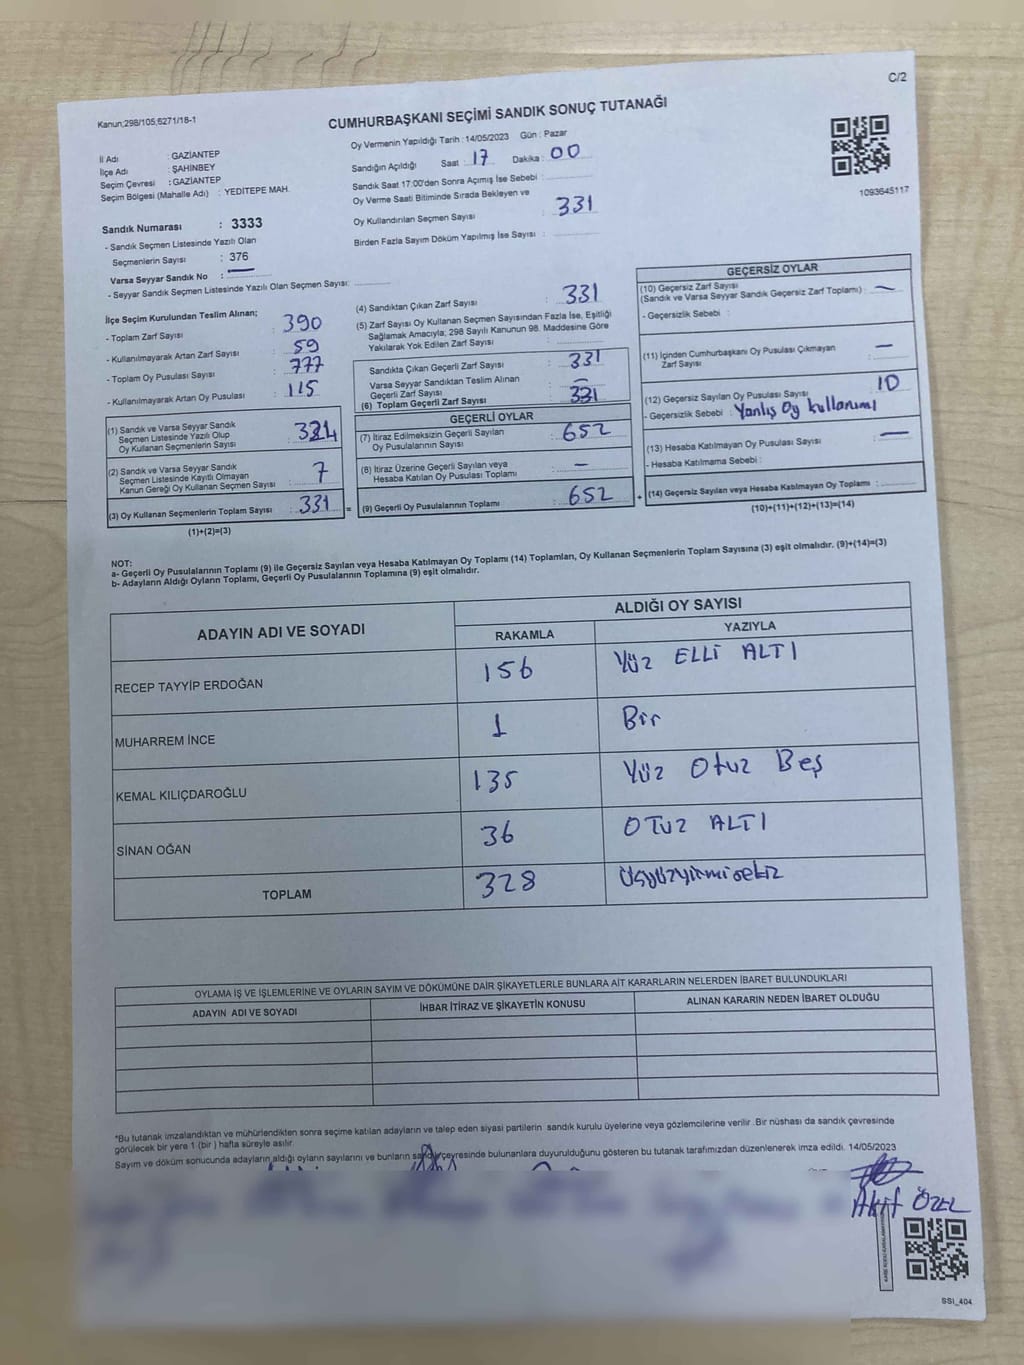 C/2
Kanun;298/105,6271/18-1
CUMHURBAŞKANI SEÇİMİ SANDIK SONUÇ TUTANAĞI
İl Adı : GAZİANTEP
İlçe Adı : ŞAHİNBEY
Seçim Çevresi : GAZİANTEP
Seçim Bölgesi (Mahalle Adı) : YEDİTEPE MAH.
Oy Vermenin Yapıldığı Tarih : 14/05/2023 Gün : Pazar
Sandığın Açıldığı Saat : 17 Dakika : 00
Sandık Saat 17:00'dan Sonra Açımış İse Sebebi :
Oy Verme Saati Bitiminde Sırada Bekleyen ve
Oy Kullandırılan Seçmen Sayısı : 331
Birden Fazla Sayım Döküm Yapılmış İse Sayısı :
1093645117
Sandık Numarası : 3333
- Sandık Seçmen Listesinde Yazılı Olan
Seçmenlerin Sayısı : 376
Varsa Seyyar Sandık No : —
- Seyyar Sandık Seçmen Listesinde Yazılı Olan Seçmen Sayısı:
İlçe Seçim Kurulundan Teslim Alınan;
- Toplam Zarf Sayısı : 390
- Kullanılmayarak Artan Zarf Sayısı : 59
- Toplam Oy Pusulası Sayısı : 777
- Kullanılmayarak Artan Oy Pusulası : 115
(1) Sandık ve Varsa Seyyar Sandık
Seçmen Listesinde Yazılı Olup
Oy Kullanan Seçmenlerin Sayısı : 324
(2) Sandık ve Varsa Seyyar Sandık
Seçmen Listesinde Kayıtlı Olmayan
Kanun Gereği Oy Kullanan Seçmen Sayısı : 7
(3) Oy Kullanan Seçmenlerin Toplam Sayısı : 331 =
(1)+(2)=(3)
(4) Sandıktan Çıkan Zarf Sayısı : 331
(5) Zarf Sayısı Oy Kullanan Seçmen Sayısından Fazla İse, Eşitliği
Sağlamak Amacıyla; 298 Sayılı Kanunun 98. Maddesine Göre
Yakılarak Yok Edilen Zarf Sayısı :
Sandıkta Çıkan Geçerli Zarf Sayısı : 331
Varsa Seyyar Sandıktan Teslim Alınan
Geçerli Zarf Sayısı : —
(6) Toplam Geçerli Zarf Sayısı : 331
GEÇERLİ OYLAR
(7) İtiraz Edilmeksizin Geçerli Sayılan
Oy Pusulalarının Sayısı : 652
(8) İtiraz Üzerine Geçerli Sayılan veya
Hesaba Katılan Oy Pusulası Toplamı : —
(9) Geçerli Oy Pusulalarının Toplamı : 652 +
GEÇERSİZ OYLAR
(10) Geçersiz Zarf Sayısı
(Sandık ve Varsa Seyyar Sandık Geçersiz Zarf Toplamı) : —
- Geçersizlik Sebebi :
(11) İçinden Cumhurbaşkanı Oy Pusulası Çıkmayan
Zarf Sayısı : —
(12) Geçersiz Sayılan Oy Pusulası Sayısı : 10
- Geçersizlik Sebebi : Yanlış Oy kullanımı
(13) Hesaba Katılmayan Oy Pusulası Sayısı : —
- Hesaba Katılmama Sebebi :
(14) Geçersiz Sayılan veya Hesaba Katılmayan Oy Toplamı :
(10)+(11)+(12)+(13)=(14)
NOT:
a- Geçerli Oy Pusulalarının Toplamı (9) ile Geçersiz Sayılan veya Hesaba Katılmayan Oy Toplamı (14) Toplamları, Oy Kullanan Seçmenlerin Toplam Sayısına (3) eşit olmalıdır. (9)+(14)=(3)
b- Adayların Aldığı Oyların Toplamı, Geçerli Oy Pusulalarının Toplamına (9) eşit olmalıdır.
ADAYIN ADI VE SOYADI
ALDIĞI OY SAYISI
RAKAMLA YAZIYLA
RECEP TAYYİP ERDOĞAN 156 YÜZ ELLİ ALTI
MUHARREM İNCE 1 Bir
KEMAL KILIÇDAROĞLU 135 Yüz Otuz Beş
SİNAN OĞAN 36 OTUZ ALTI
TOPLAM 328 Üçyüzyirmisekiz
OYLAMA İŞ VE İŞLEMLERİNE VE OYLARIN SAYIM VE DÖKÜMÜNE DAİR ŞİKAYETLERLE BUNLARA AİT KARARLARIN NELERDEN İBARET BULUNDUKLARI
ADAYIN ADI VE SOYADI İHBAR İTİRAZ VE ŞİKAYETİN KONUSU ALINAN KARARIN NEDEN İBARET OLDUĞU
*Bu tutanak imzalandıktan ve mühürlendikten sonra seçime katılan adayların ve talep eden siyasi partilerin sandık kurulu üyelerine veya gözlemcilerine verilir. Bir nüshası da sandık çevresinde
görülecek bir yere 1 (bir ) hafta süreyle asılır.
Sayım ve döküm sonucunda adayların aldığı oyların sayılarını ve bunların sandık çevresinde bulunanlara duyurulduğunu gösteren bu tutanak tarafımızdan düzenlenerek imza edildi. 14/05/2023
Akif ÖZEL
SSI_404